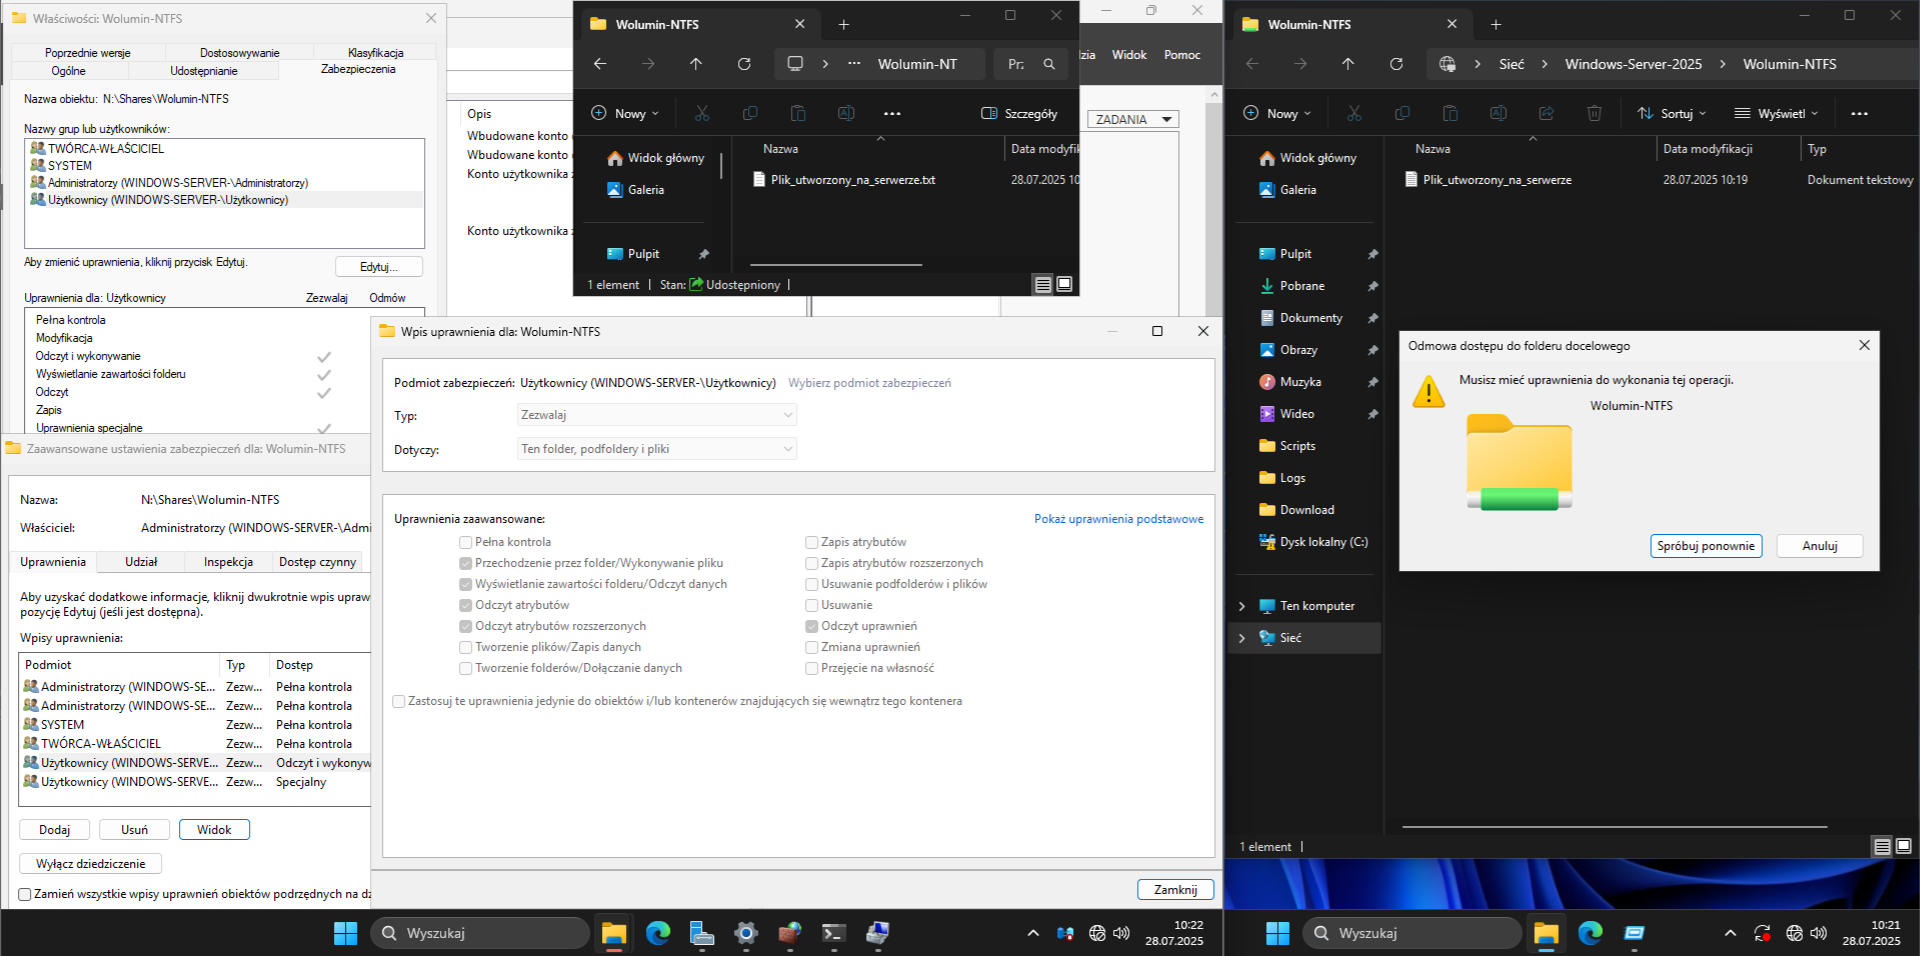 Właściwości: Wolumin-NTFS
Poprzednie wersje
Dostosowywanie
Klasyfikacja
Ogólne
Udostępnianie
Zabezpieczenia
Nazwa obiektu: N:\Shares\Wolumin-NTFS
Nazwy grup lub użytkowników:
TWÓRCA-WŁAŚCICIEL
SYSTEM
Administratorzy (WINDOWS-SERVER-\Administratorzy)
Użytkownicy (WINDOWS-SERVER-\Użytkownicy)
Aby zmienić uprawnienia, kliknij przycisk Edytuj.
Edytuj...
Uprawnienia dla: Użytkownicy
Zezwalaj
Odmów
Pełna kontrola
Modyfikacja
Odczyt i wykonywanie
Wyświetlanie zawartości folderu
Odczyt
Zapis
Uprawnienia specjalne
Opis
Wbudowane konto
Wbudowane konto
Konto użytkownika z
Konto użytkownika z
Wolumin-NTFS
Wolumin-NT
Prz
Nowy
Szczegóły
Widok główny
Galeria
Pulpit
Nazwa
Data modyfik
Plik_utworzony_na_serwerze.txt
28.07.2025 10
1 element
Stan: Udostępniony
zia
Widok
Pomoc
ZADANIA
Zaawansowane ustawienia zabezpieczeń dla: Wolumin-NTFS
Nazwa: N:\Shares\Wolumin-NTFS
Właściciel: Administratorzy (WINDOWS-SERVER-\Admi
Uprawnienia
Udział
Inspekcja
Dostęp czynny
Aby uzyskać dodatkowe informacje, kliknij dwukrotnie wpis upraw
pozycję Edytuj (jeśli jest dostępna).
Wpisy uprawnienia:
Podmiot Typ Dostęp
Administratorzy (WINDOWS-SE... Zezw... Pełna kontrola
Administratorzy (WINDOWS-SE... Zezw... Pełna kontrola
SYSTEM Zezw... Pełna kontrola
TWÓRCA-WŁAŚCICIEL Zezw... Pełna kontrola
Użytkownicy (WINDOWS-SERVE... Zezw... Odczyt i wykonyw
Użytkownicy (WINDOWS-SERVE... Zezw... Specjalny
Dodaj
Usuń
Widok
Wyłącz dziedziczenie
Zamień wszystkie wpisy uprawnień obiektów podrzędnych na dz
Wpis uprawnienia dla: Wolumin-NTFS
Podmiot zabezpieczeń: Użytkownicy (WINDOWS-SERVER-\Użytkownicy) Wybierz podmiot zabezpieczeń
Typ: Zezwalaj
Dotyczy: Ten folder, podfoldery i pliki
Uprawnienia zaawansowane:
Pokaż uprawnienia podstawowe
Pełna kontrola
Przechodzenie przez folder/Wykonywanie pliku
Wyświetlanie zawartości folderu/Odczyt danych
Odczyt atrybutów
Odczyt atrybutów rozszerzonych
Tworzenie plików/Zapis danych
Tworzenie folderów/Dołączanie danych
Zapis atrybutów
Zapis atrybutów rozszerzonych
Usuwanie podfolderów i plików
Usuwanie
Odczyt uprawnień
Zmiana uprawnień
Przejęcie na własność
Zastosuj te uprawnienia jedynie do obiektów i/lub kontenerów znajdujących się wewnątrz tego kontenera
Zamknij
Wyszukaj
10:22
28.07.2025
Wolumin-NTFS
Sieć
Windows-Server-2025
Wolumin-NTFS
Nowy
Sortuj
Wyświetl
Widok główny
Galeria
Pulpit
Pobrane
Dokumenty
Obrazy
Muzyka
Wideo
Scripts
Logs
Download
Dysk lokalny (C:)
Ten komputer
Sieć
Nazwa
Data modyfikacji
Typ
Plik_utworzony_na_serwerze
28.07.2025 10:19
Dokument tekstowy
Odmowa dostępu do folderu docelowego
Musisz mieć uprawnienia do wykonania tej operacji.
Wolumin-NTFS
Spróbuj ponownie
Anuluj
1 element
Wyszukaj
10:21
28.07.2025